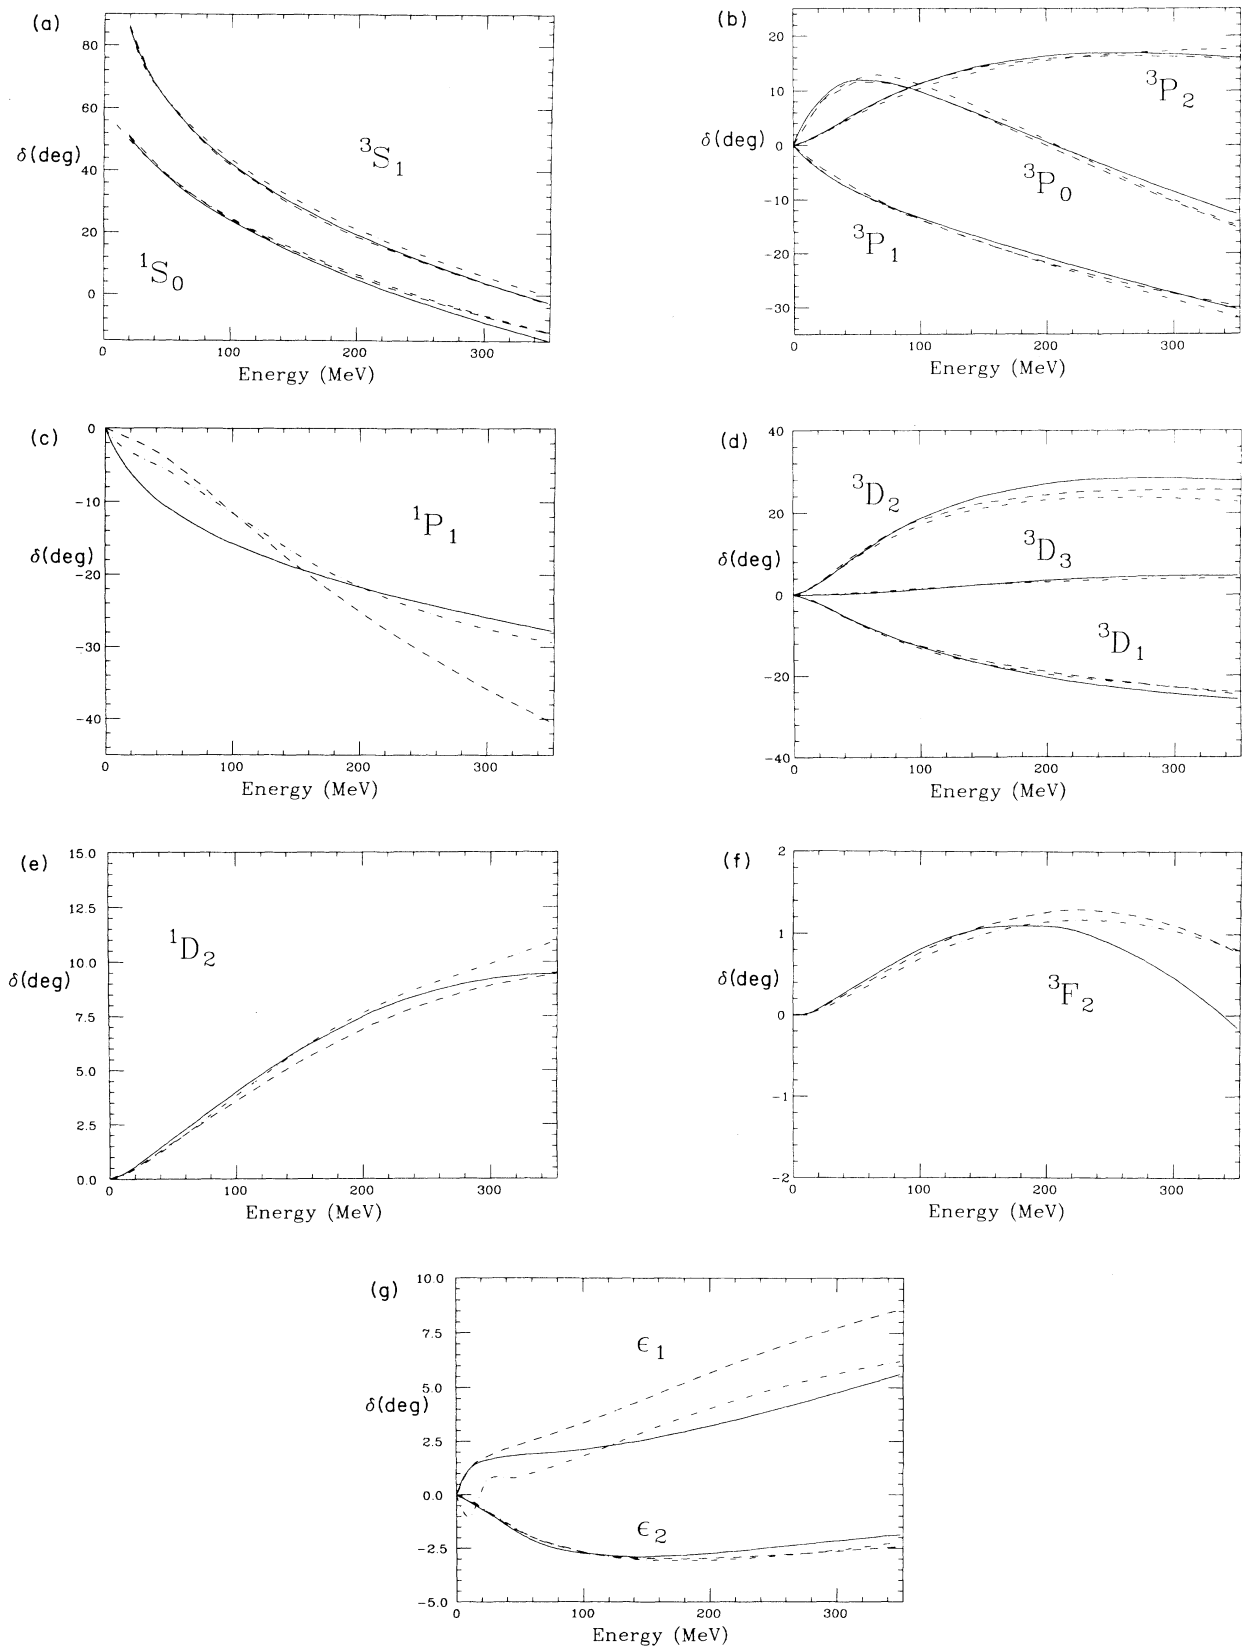 (a)
80
60
δ(deg)
40
20
0
³S₁
¹S₀
0
100
200
300
Energy (MeV)
(b)
20
10
δ(deg)
0
-10
-20
-30
³P₂
³P₀
³P₁
0
100
200
300
Energy (MeV)
(c)
0
-10
δ(deg)
-20
-30
-40
¹P₁
0
100
200
300
Energy (MeV)
(d)
40
20
δ(deg)
0
-20
-40
³D₂
³D₃
³D₁
0
100
200
300
Energy (MeV)
(e)
15.0
12.5
10.0
δ(deg)
7.5
5.0
2.5
0.0
¹D₂
0
100
200
300
Energy (MeV)
(f)
2
1
δ(deg)
0
-1
-2
³F₂
0
100
200
300
Energy (MeV)
(g)
10.0
7.5
5.0
δ(deg)
2.5
0.0
-2.5
-5.0
ϵ₁
ϵ₂
0
100
200
300
Energy (MeV)